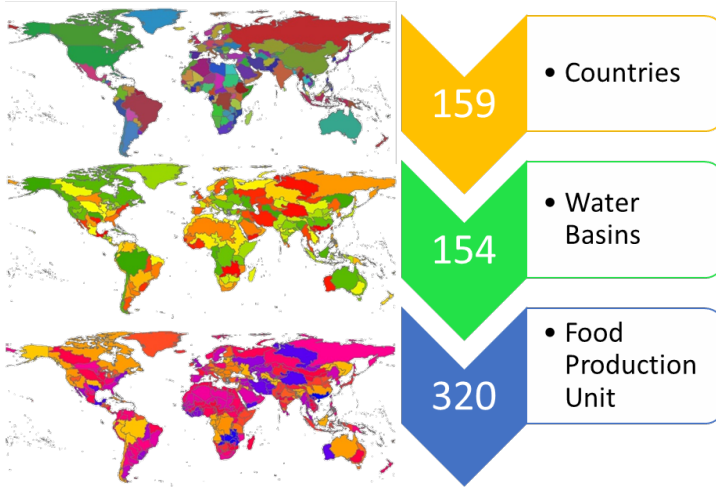 159
• Countries
154
• Water
Basins
320
• Food
Production
Unit